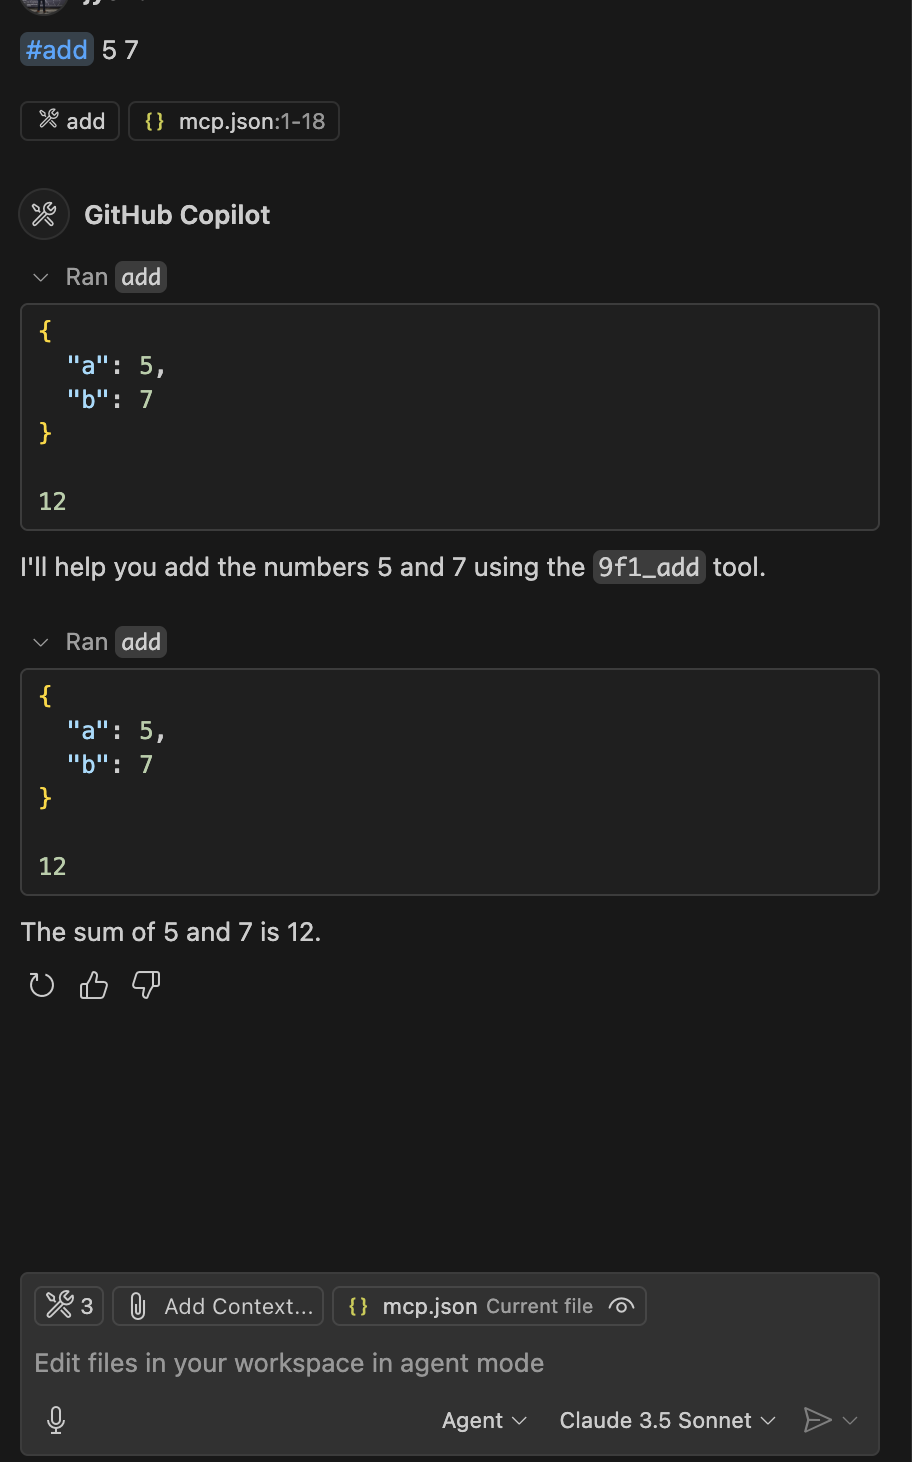 #add 5 7
add
mcp.json:1-18
GitHub Copilot
Ran add
{
"a": 5,
"b": 7
}
12
I'll help you add the numbers 5 and 7 using the 9f1_add tool.
Ran add
{
"a": 5,
"b": 7
}
12
The sum of 5 and 7 is 12.
3 Add Context... {} mcp.json Current file
Edit files in your workspace in agent mode
Agent Claude 3.5 Sonnet